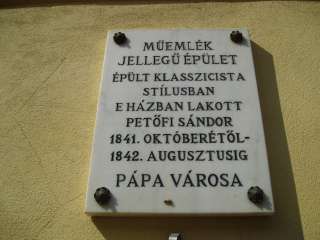 MŰEMLÉK
JELLEGŰ ÉPÜLET
ÉPÜLT KLASSZICISTA
STÍLUSBAN
E HÁZBAN LAKOTT
PETŐFI SÁNDOR
1841. OKTÓBERÉTŐL-
1842. AUGUSZTUSIG
PÁPA VÁROSA